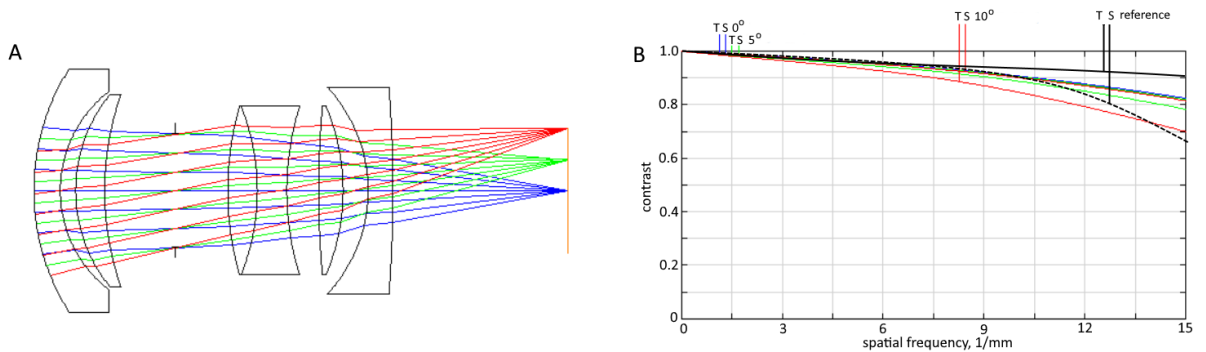 A
B
T S 10°
T S reference
T S 0°
T S 5°
1.0
0.8
0.6
0.4
0.2
0
contrast
0 3 6 9 12 15
spatial frequency, 1/mm